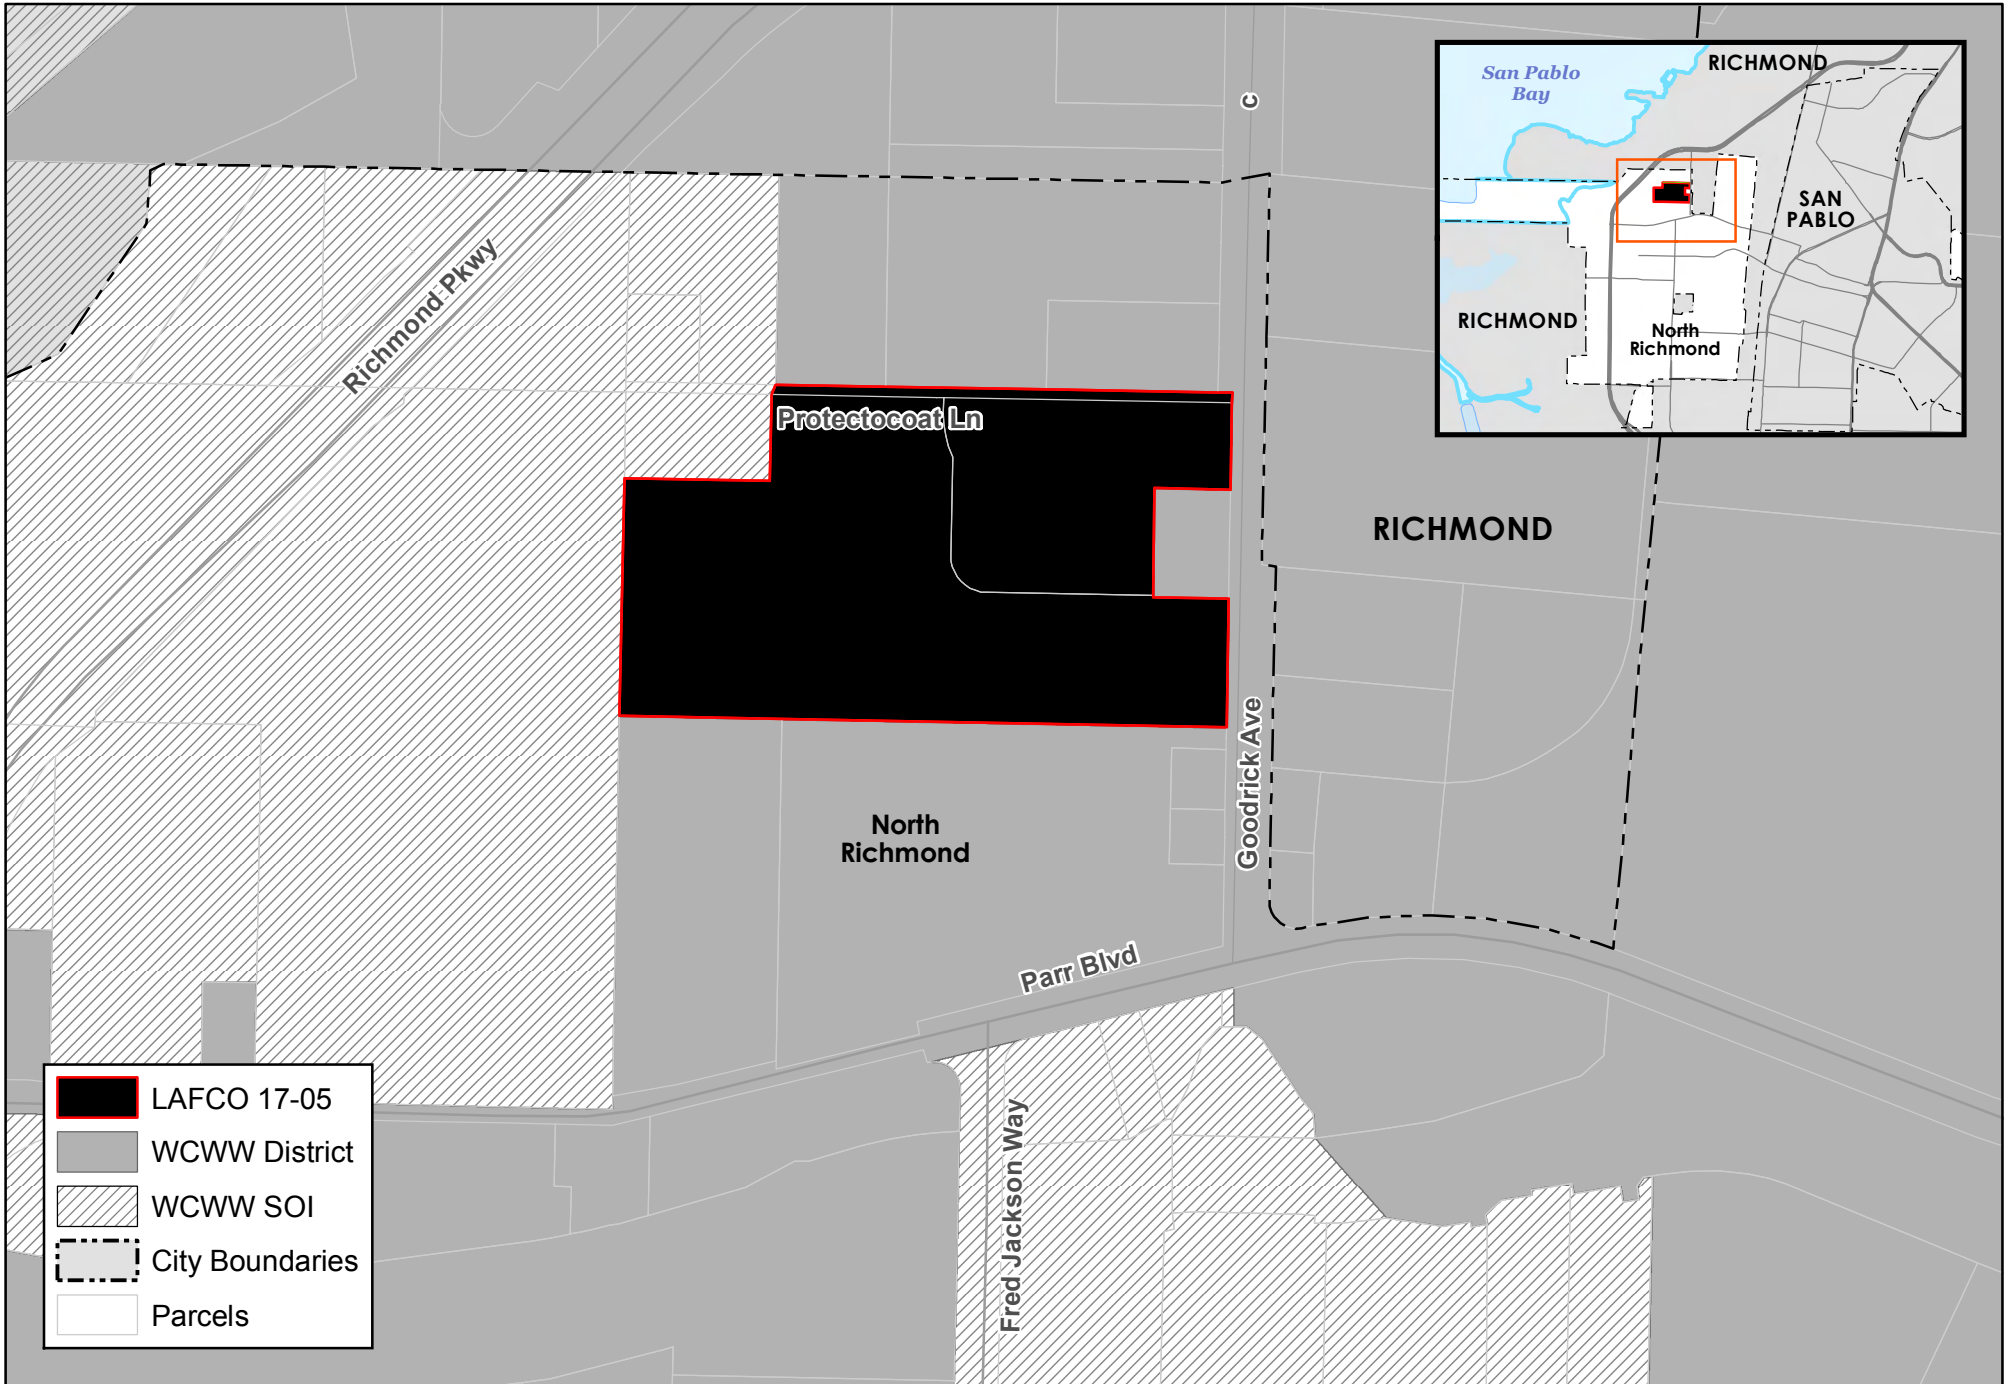 C
San Pablo
Bay
RICHMOND
SAN
PABLO
RICHMOND
North
Richmond
Richmond Pkwy
Protectocoat Ln
RICHMOND
Goodrick Ave
North
Richmond
Parr Blvd
Fred Jackson Way
LAFCO 17-05
WCWW District
WCWW SOI
City Boundaries
Parcels